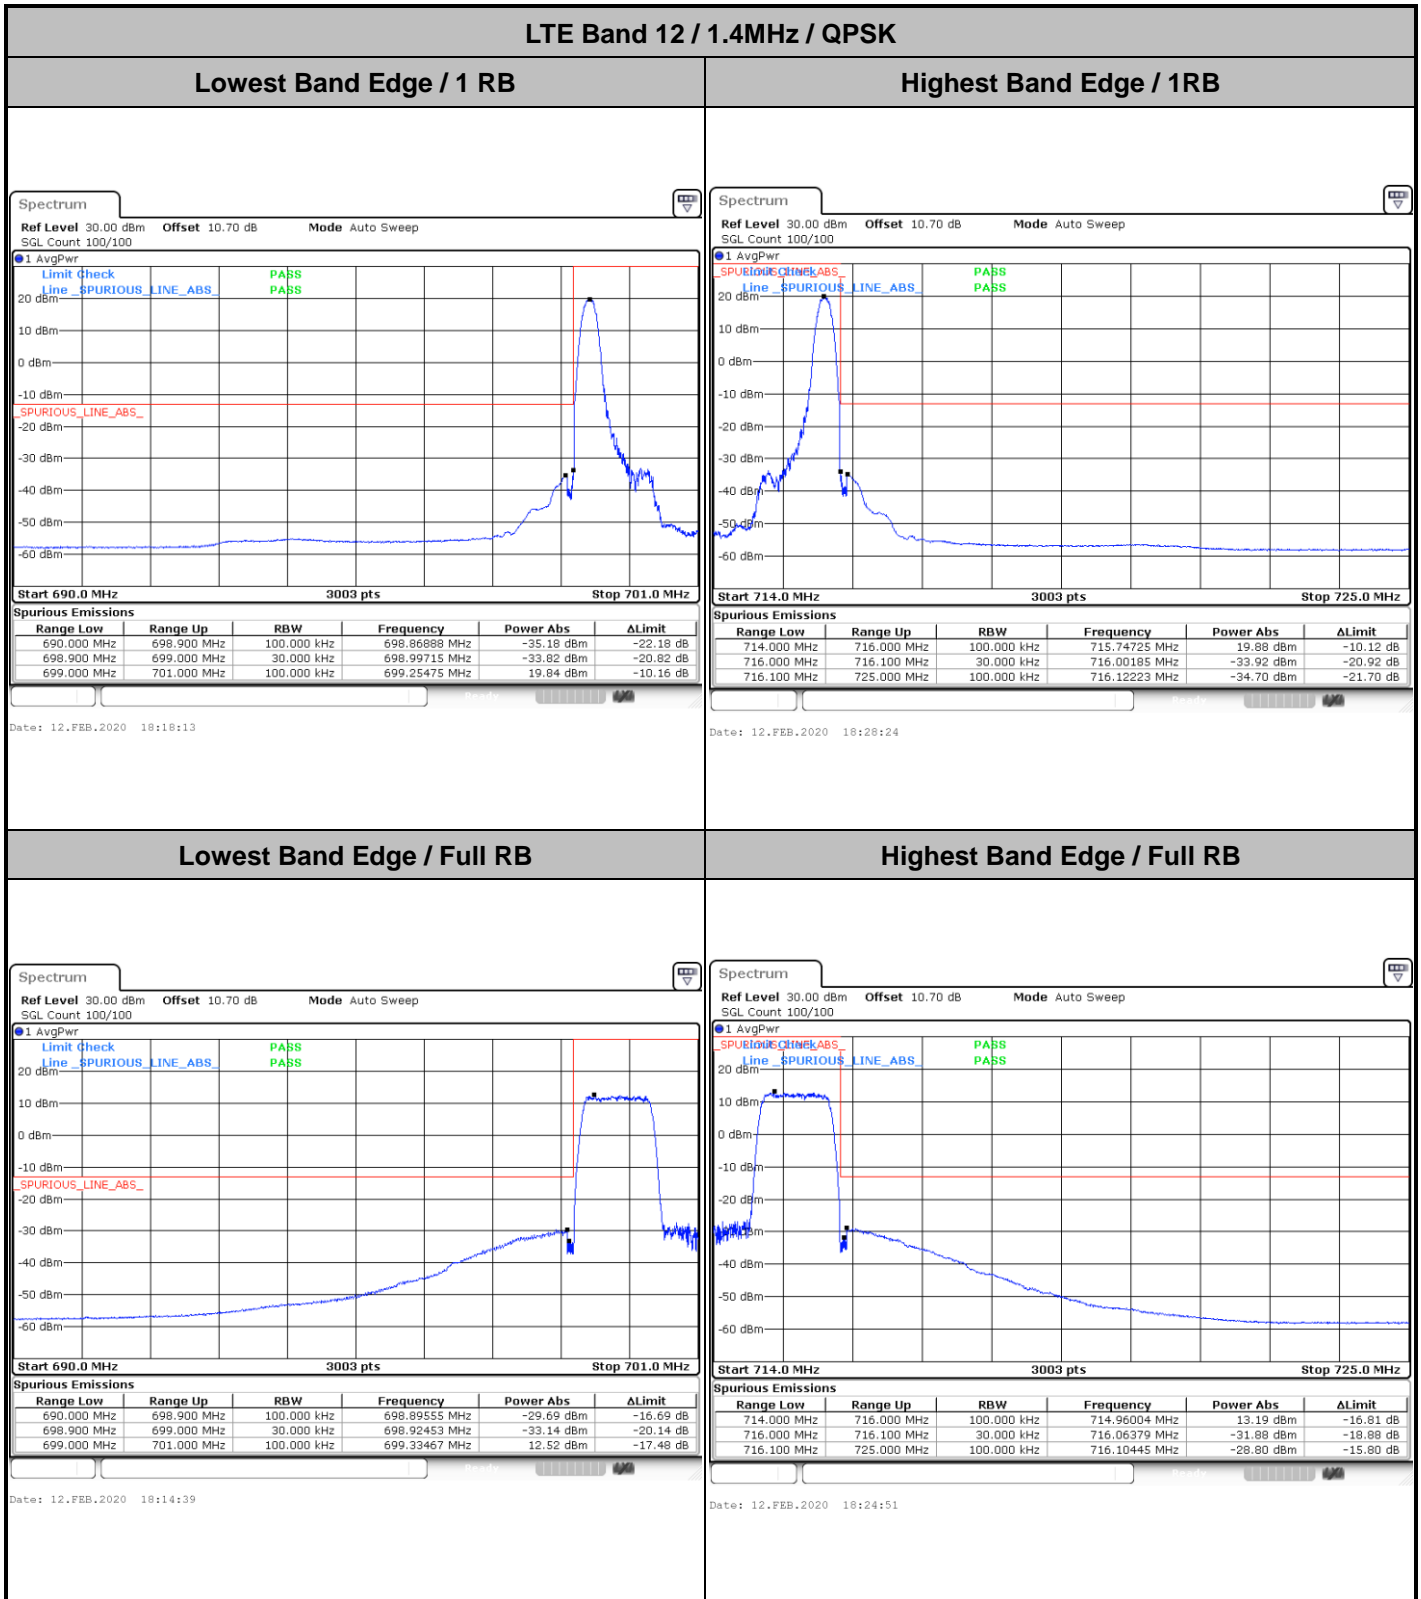 LTE Band 12 / 1.4MHz / QPSK
Lowest Band Edge / 1 RB
Highest Band Edge / 1RB
Spectrum
Ref Level 30.00 dBm Offset 10.70 dB Mode Auto Sweep
SGL Count 100/100
1 AvgPwr
Limit Check PASS
Line _SPURIOUS_LINE_ABS_ PASS
20 dBm
10 dBm
0 dBm
-10 dBm
_SPURIOUS_LINE_ABS_
-20 dBm
-30 dBm
-40 dBm
-50 dBm
-60 dBm
Start 690.0 MHz 3003 pts Stop 701.0 MHz
Spurious Emissions
Range Low Range Up RBW Frequency Power Abs ΔLimit
690.000 MHz 698.900 MHz 100.000 kHz 698.86888 MHz -35.18 dBm -22.18 dB
698.900 MHz 699.000 MHz 30.000 kHz 698.99715 MHz -33.82 dBm -20.82 dB
699.000 MHz 701.000 MHz 100.000 kHz 699.25475 MHz 19.84 dBm -10.16 dB
Ready
Date: 12.FEB.2020 18:18:13
Spectrum
Ref Level 30.00 dBm Offset 10.70 dB Mode Auto Sweep
SGL Count 100/100
1 AvgPwr
_SPURIOUS_LINE_ABS_
Limit Check PASS
Line _SPURIOUS_LINE_ABS_ PASS
20 dBm
10 dBm
0 dBm
-10 dBm
-20 dBm
-30 dBm
-40 dBm
-50 dBm
-60 dBm
Start 714.0 MHz 3003 pts Stop 725.0 MHz
Spurious Emissions
Range Low Range Up RBW Frequency Power Abs ΔLimit
714.000 MHz 716.000 MHz 100.000 kHz 715.74725 MHz 19.88 dBm -10.12 dB
716.000 MHz 716.100 MHz 30.000 kHz 716.00185 MHz -33.92 dBm -20.92 dB
716.100 MHz 725.000 MHz 100.000 kHz 716.12223 MHz -34.70 dBm -21.70 dB
Ready
Date: 12.FEB.2020 18:28:24
Lowest Band Edge / Full RB
Highest Band Edge / Full RB
Spectrum
Ref Level 30.00 dBm Offset 10.70 dB Mode Auto Sweep
SGL Count 100/100
1 AvgPwr
Limit Check PASS
Line _SPURIOUS_LINE_ABS_ PASS
20 dBm
10 dBm
0 dBm
-10 dBm
_SPURIOUS_LINE_ABS_
-20 dBm
-30 dBm
-40 dBm
-50 dBm
-60 dBm
Start 690.0 MHz 3003 pts Stop 701.0 MHz
Spurious Emissions
Range Low Range Up RBW Frequency Power Abs ΔLimit
690.000 MHz 698.900 MHz 100.000 kHz 698.89555 MHz -29.69 dBm -16.69 dB
698.900 MHz 699.000 MHz 30.000 kHz 698.92453 MHz -33.14 dBm -20.14 dB
699.000 MHz 701.000 MHz 100.000 kHz 699.33467 MHz 12.52 dBm -17.48 dB
Ready
Date: 12.FEB.2020 18:14:39
Spectrum
Ref Level 30.00 dBm Offset 10.70 dB Mode Auto Sweep
SGL Count 100/100
1 AvgPwr
_SPURIOUS_LINE_ABS_
Limit Check PASS
Line _SPURIOUS_LINE_ABS_ PASS
20 dBm
10 dBm
0 dBm
-10 dBm
-20 dBm
-30 dBm
-40 dBm
-50 dBm
-60 dBm
Start 714.0 MHz 3003 pts Stop 725.0 MHz
Spurious Emissions
Range Low Range Up RBW Frequency Power Abs ΔLimit
714.000 MHz 716.000 MHz 100.000 kHz 714.96004 MHz 13.19 dBm -16.81 dB
716.000 MHz 716.100 MHz 30.000 kHz 716.06379 MHz -31.88 dBm -18.88 dB
716.100 MHz 725.000 MHz 100.000 kHz 716.10445 MHz -28.80 dBm -15.80 dB
Ready
Date: 12.FEB.2020 18:24:51